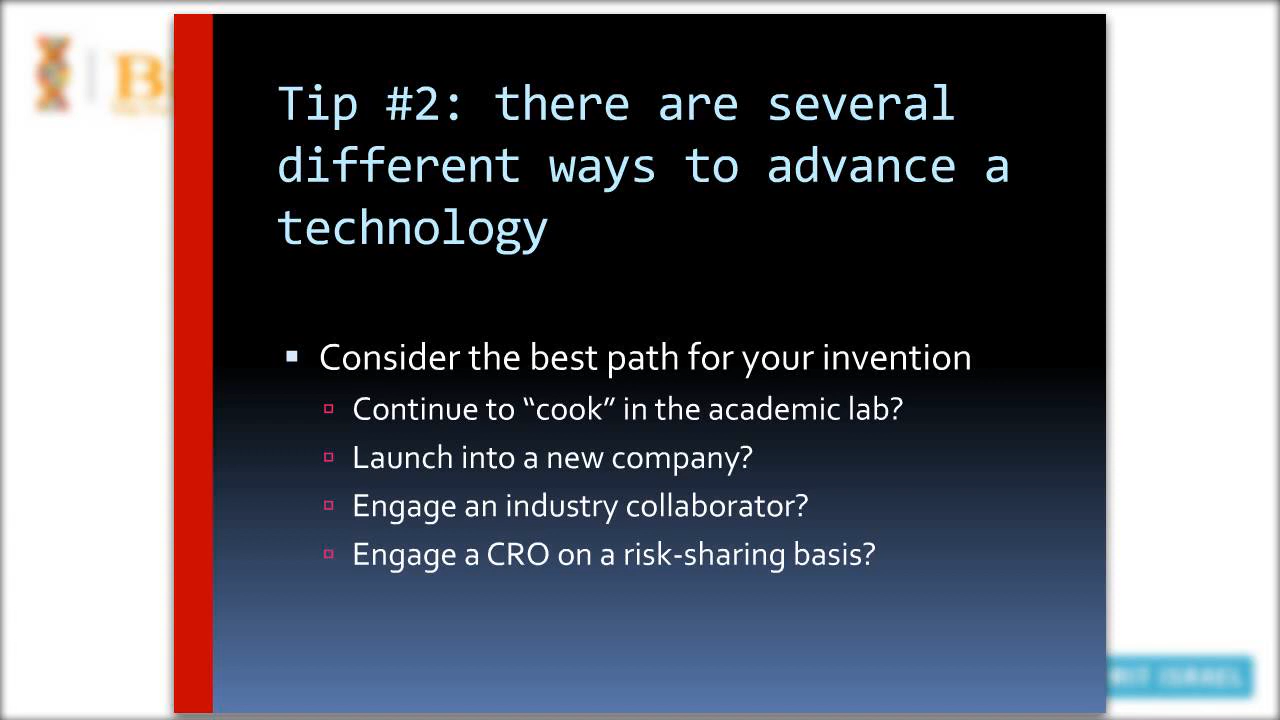 Tip #2: there are several
different ways to advance a
technology
▪ Consider the best path for your invention
▫ Continue to “cook” in the academic lab?
▫ Launch into a new company?
▫ Engage an industry collaborator?
▫ Engage a CRO on a risk-sharing basis?
ISRAEL